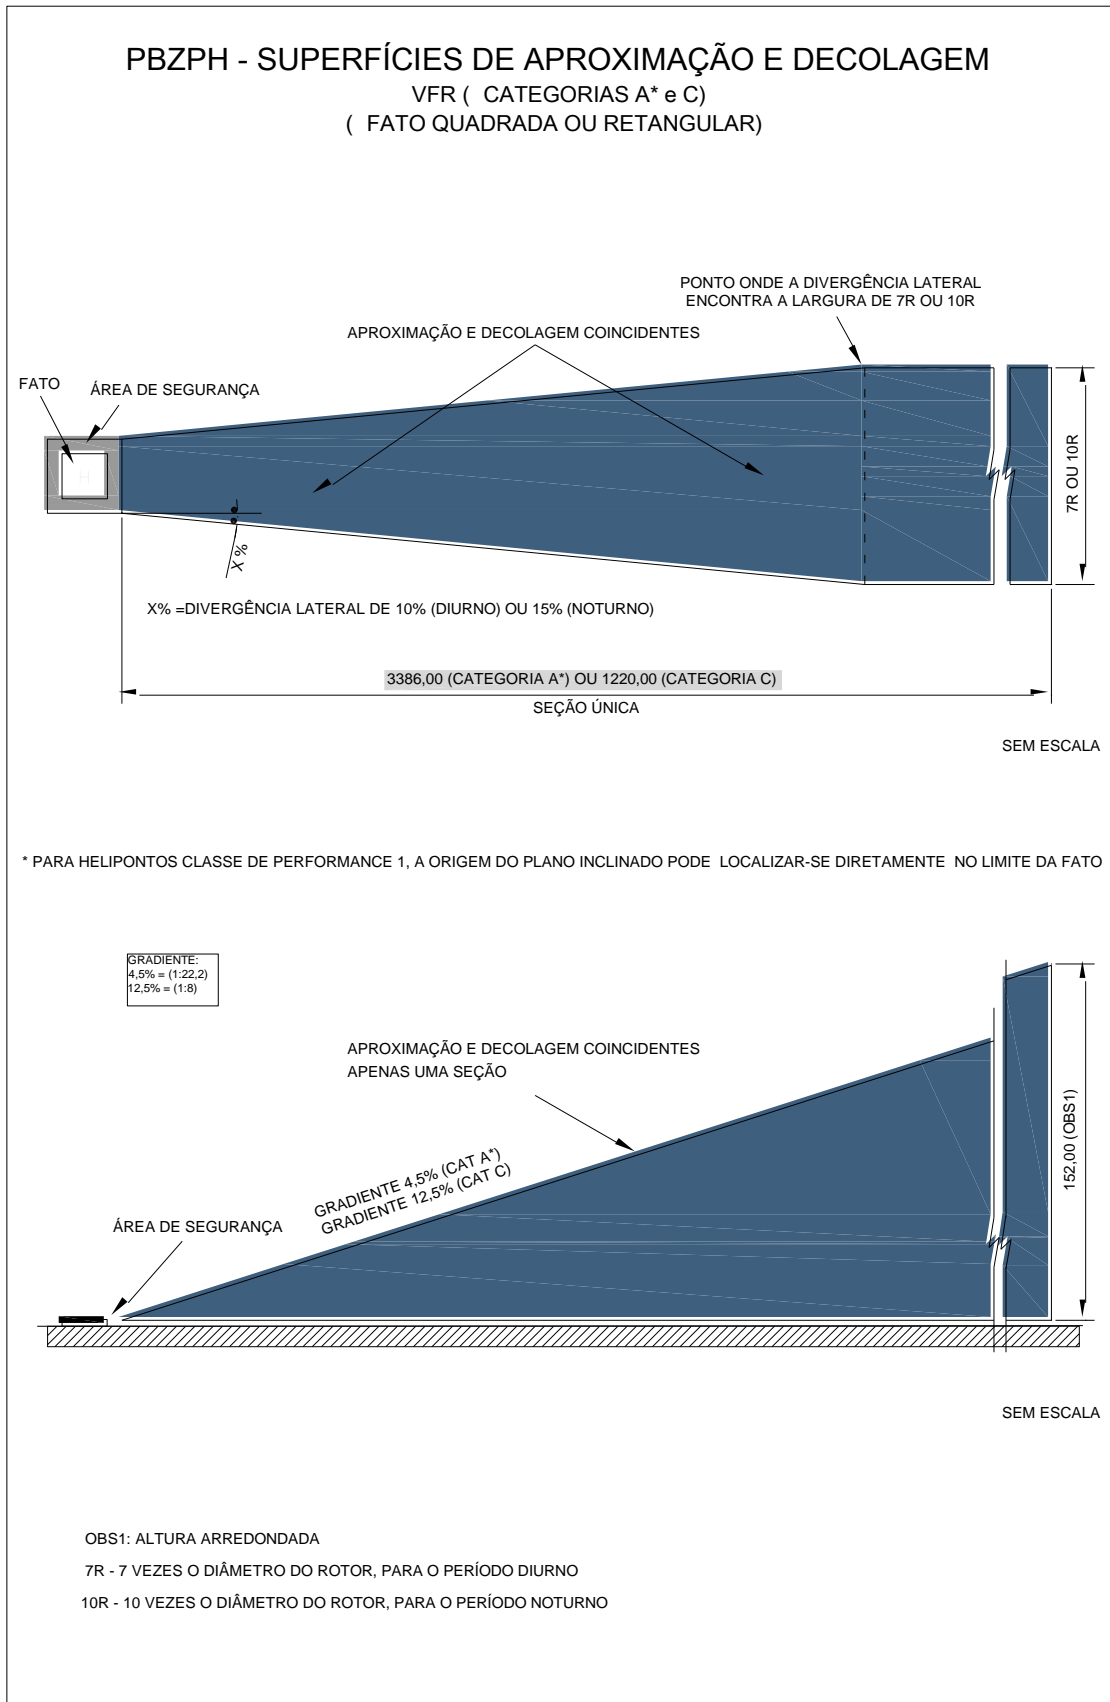 PBZPH - SUPERFÍCIES DE APROXIMAÇÃO E DECOLAGEM
VFR ( CATEGORIAS A* e C)
( FATO QUADRADA OU RETANGULAR)
PONTO ONDE A DIVERGÊNCIA LATERAL
ENCONTRA A LARGURA DE 7R OU 10R
APROXIMAÇÃO E DECOLAGEM COINCIDENTES
FATO
ÁREA DE SEGURANÇA
H
7R OU 10R
X %
X% =DIVERGÊNCIA LATERAL DE 10% (DIURNO) OU 15% (NOTURNO)
3386,00 (CATEGORIA A*) OU 1220,00 (CATEGORIA C)
SEÇÃO ÚNICA
SEM ESCALA
* PARA HELIPONTOS CLASSE DE PERFORMANCE 1, A ORIGEM DO PLANO INCLINADO PODE LOCALIZAR-SE DIRETAMENTE NO LIMITE DA FATO
GRADIENTE:
4,5% = (1:22,2)
12,5% = (1:8)
APROXIMAÇÃO E DECOLAGEM COINCIDENTES
APENAS UMA SEÇÃO
152,00 (OBS1)
GRADIENTE 4,5% (CAT A*)
GRADIENTE 12,5% (CAT C)
ÁREA DE SEGURANÇA
SEM ESCALA
OBS1: ALTURA ARREDONDADA
7R - 7 VEZES O DIÂMETRO DO ROTOR, PARA O PERÍODO DIURNO
10R - 10 VEZES O DIÂMETRO DO ROTOR, PARA O PERÍODO NOTURNO